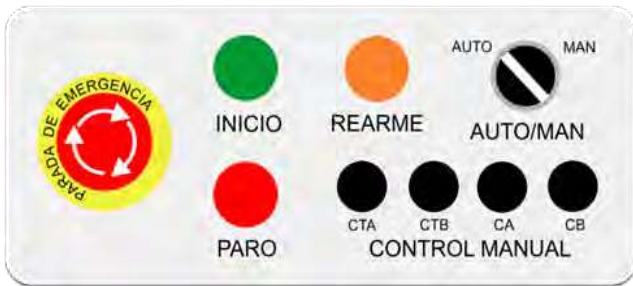 PARADA DE EMERGENCIA
INICIO
REARME
AUTO
MAN
AUTO/MAN
PARO
CTA
CTB
CA
CB
CONTROL MANUAL